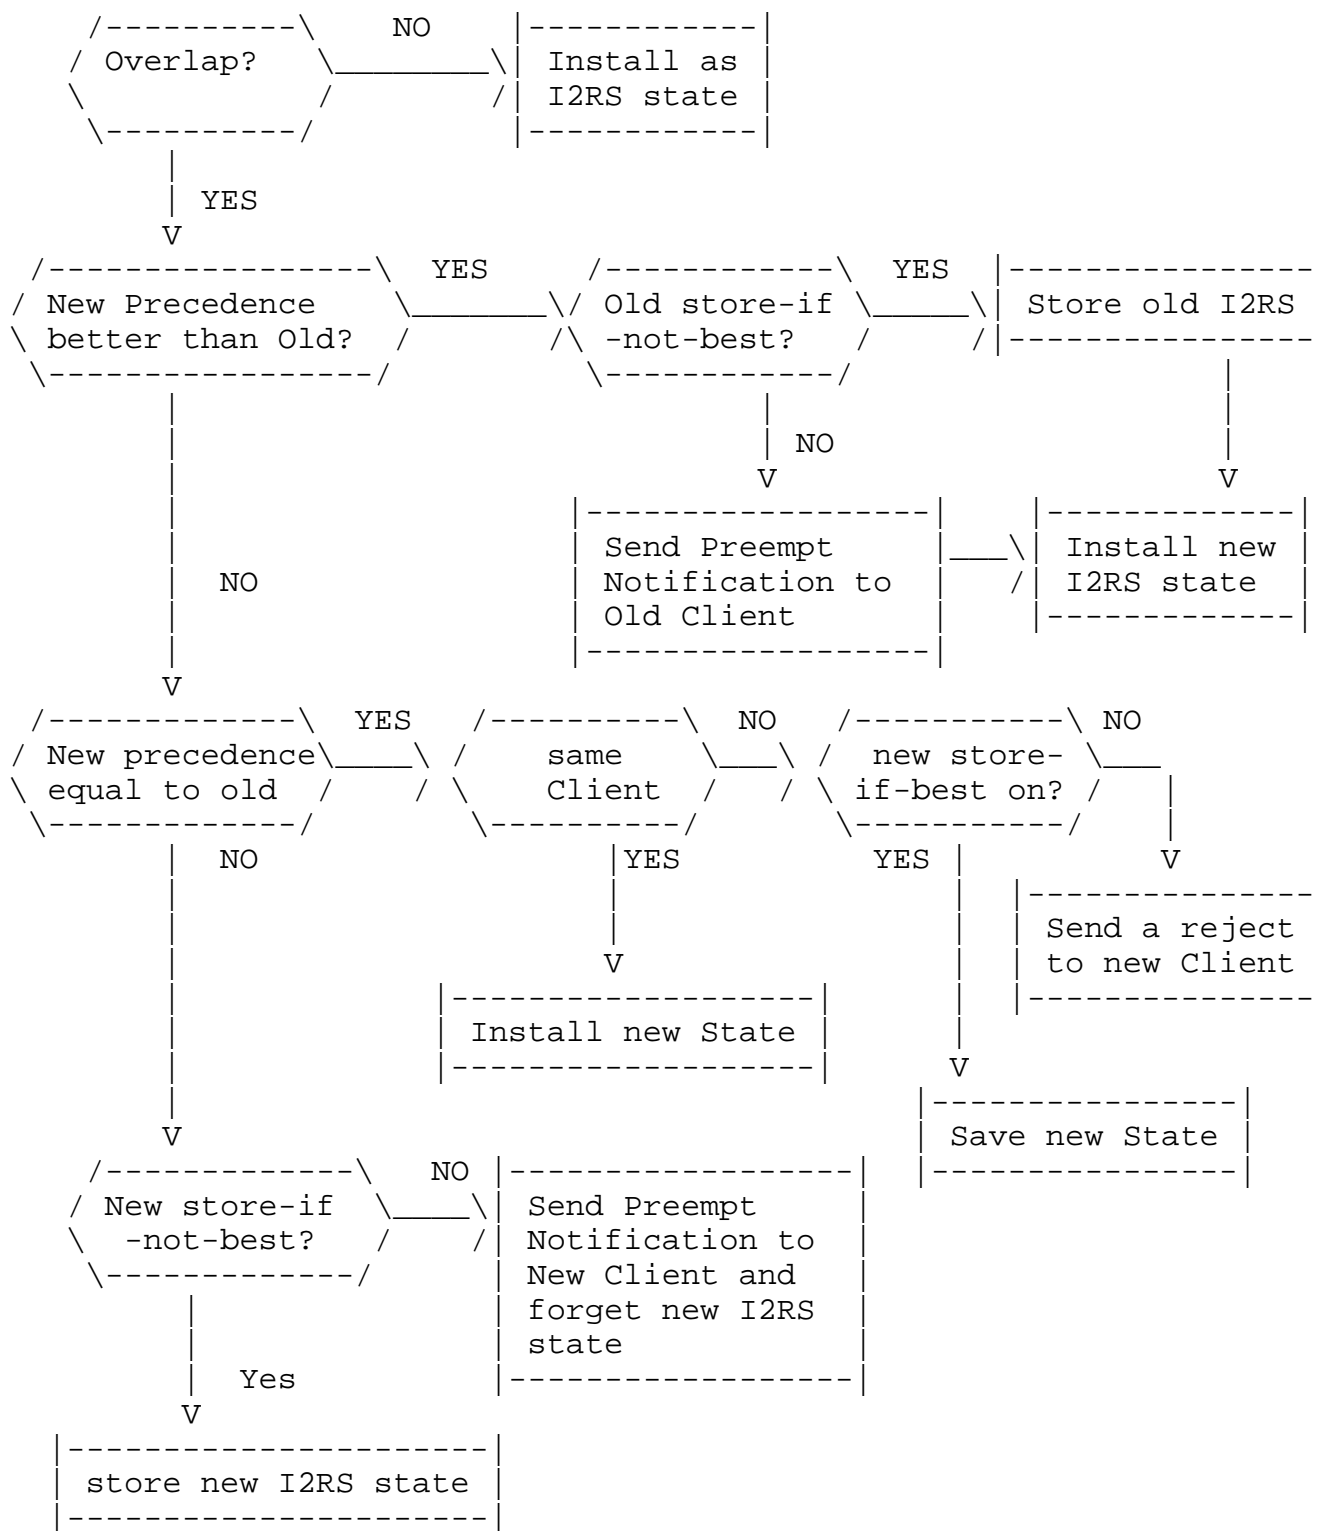 NO
Overlap?
Install as
I2RS state
YES
YES
YES
New Precedence
better than Old?
Old store-if
-not-best?
Store old I2RS
NO
Send Preempt
Notification to
Old Client
Install new
I2RS state
NO
YES
NO
NO
New precedence
equal to old
same
Client
new store-
if-best on?
NO
YES
YES
Send a reject
to new Client
Install new State
Save new State
NO
New store-if
-not-best?
Send Preempt
Notification to
New Client and
forget new I2RS
state
Yes
store new I2RS state